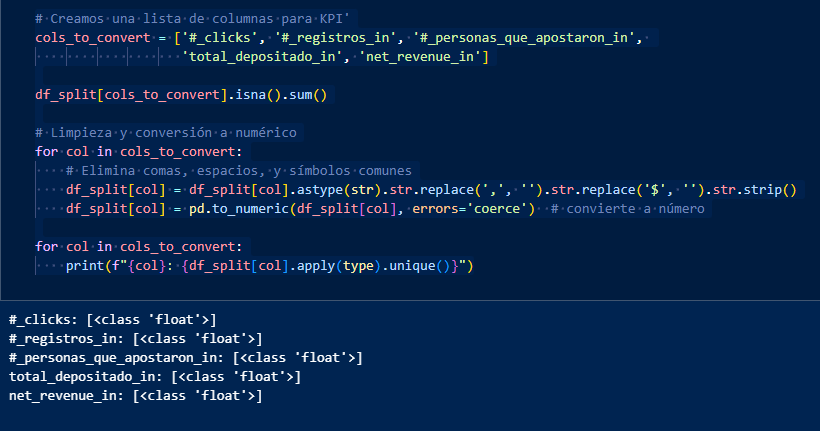 # Creamos una lista de columnas para KPI'
cols_to_convert = ['#_clicks', '#_registros_in', '#_personas_que_apostaron_in',
                   'total_depositado_in', 'net_revenue_in']
df_split[cols_to_convert].isna().sum()
# Limpieza y conversión a numérico
for col in cols_to_convert:
    # Elimina comas, espacios, y símbolos comunes
    df_split[col] = df_split[col].astype(str).str.replace(',', '').str.replace('$', '').str.strip()
    df_split[col] = pd.to_numeric(df_split[col], errors='coerce')  # convierte a número
for col in cols_to_convert:
    print(f"{col}: {df_split[col].apply(type).unique()}")
#_clicks: [<class 'float'>]
#_registros_in: [<class 'float'>]
#_personas_que_apostaron_in: [<class 'float'>]
total_depositado_in: [<class 'float'>]
net_revenue_in: [<class 'float'>]